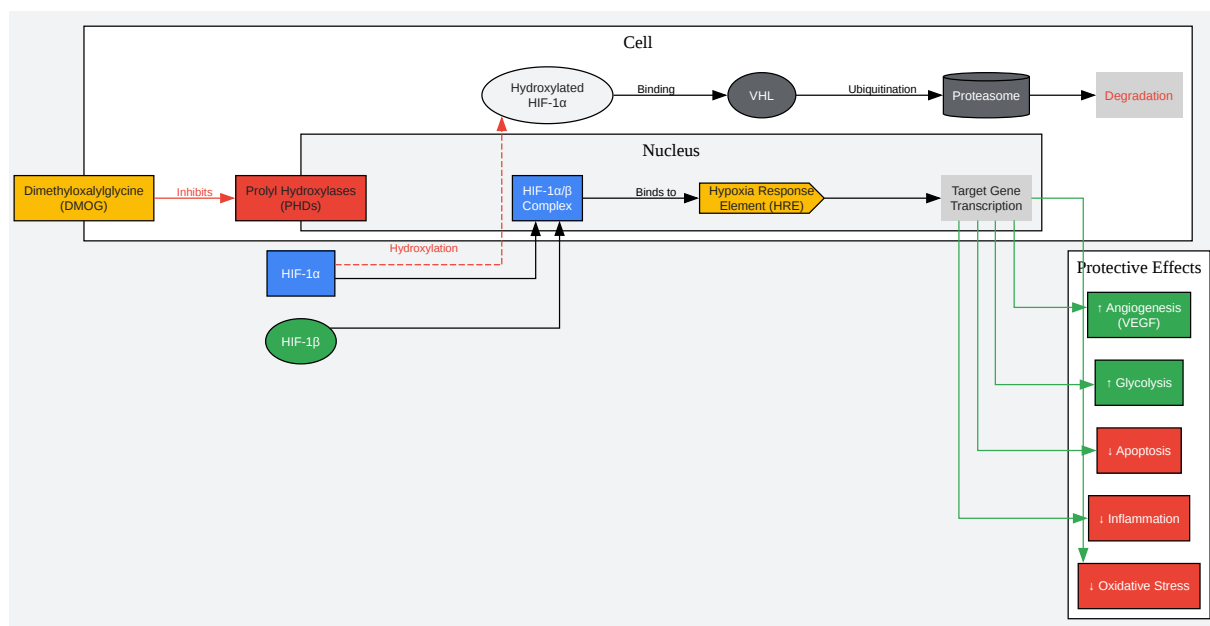 Cell
Hydroxylated
HIF-1α
Binding
VHL
Ubiquitination
Proteasome
Degradation
Nucleus
Dimethyloxalylglycine
(DMOG)
Inhibits
Prolyl Hydroxylases
(PHDs)
HIF-1α/β
Complex
Binds to
Hypoxia Response
Element (HRE)
Target Gene
Transcription
Hydroxylation
HIF-1α
HIF-1β
Protective Effects
↑ Angiogenesis
(VEGF)
↑ Glycolysis
↓ Apoptosis
↓ Inflammation
↓ Oxidative Stress